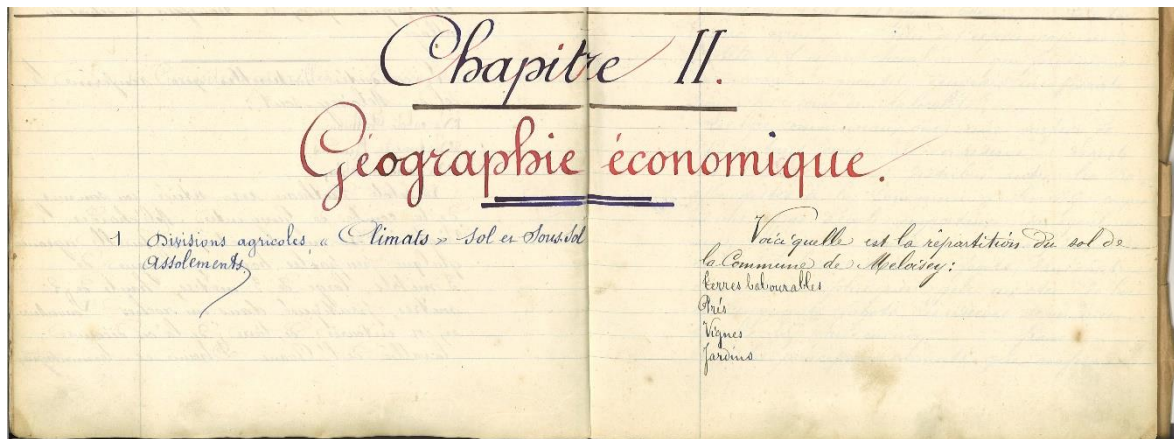 Chapitre II.
Géographie économique.
1 Divisions agricoles « Climats » Sol et Sous-Sol
Assolements
Voici quelle est la répartition du sol de
la Commune de Meloisey :
terres labourables
Prés
Vignes
Jardins